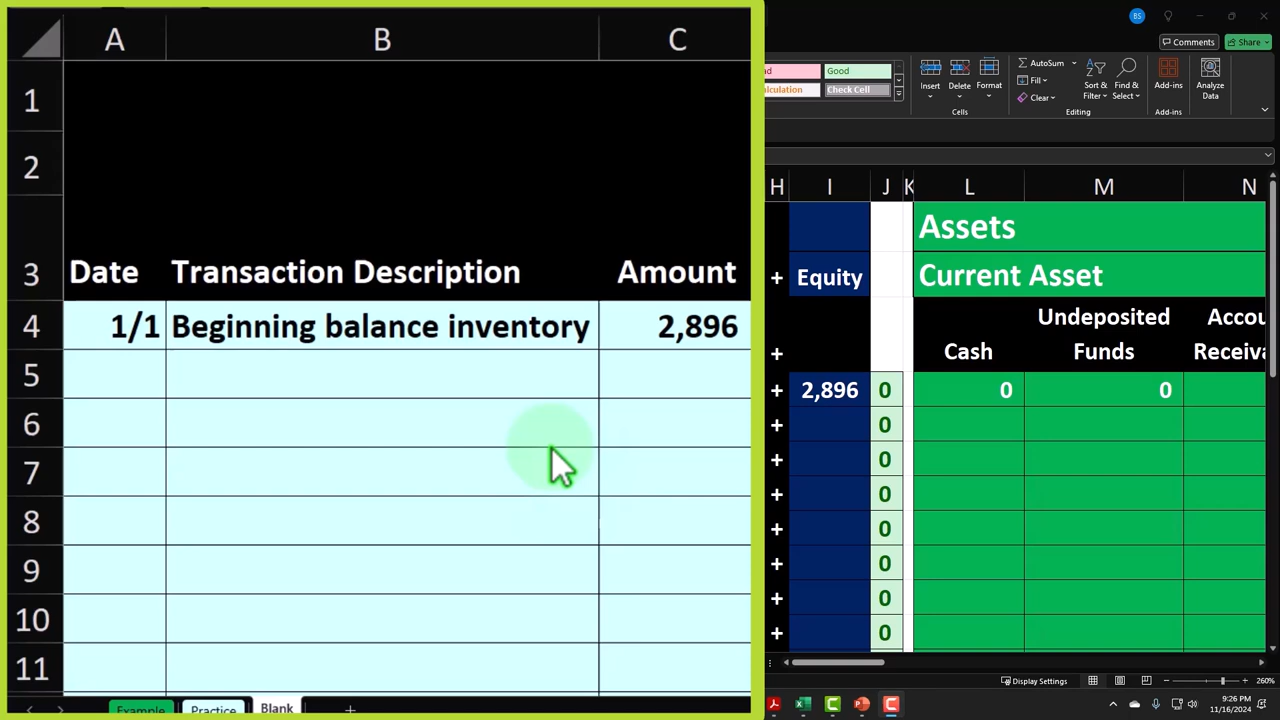 A B C
1
2
3 Date Transaction Description Amount
4 1/1 Beginning balance inventory 2,896
5
6
7
8
9
10
11
Example Practice Blank +
BS
Comments Share
Good
Check Cell
Insert Delete Format
AutoSum
Fill
Clear
Sort &
Filter
Find &
Select
Add-ins
Analyze
Data
Cells Editing Add-ins
H I J K L M N
Assets
+ Equity Current Asset
Undeposited
+ Cash Funds
+ 2,896 0 0 0
+ 0
+ 0
+ 0
+ 0
+ 0
+ 0
+ 0
Display Settings 260%
9:26 PM
11/16/2024